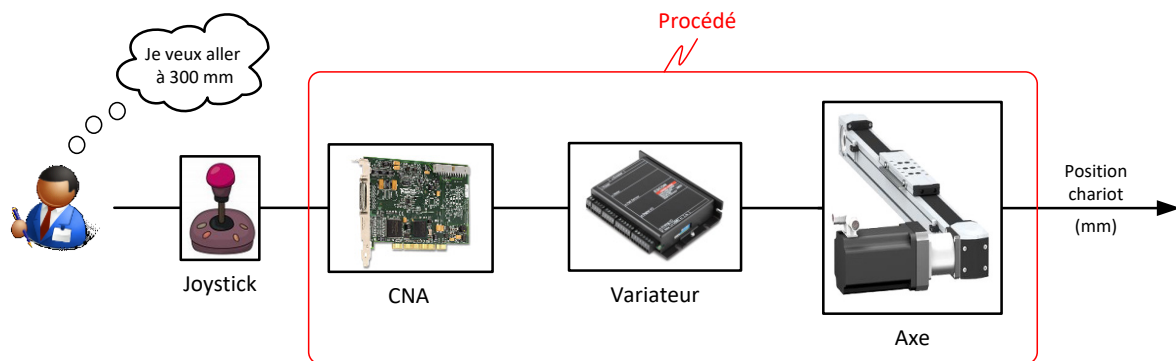 Procédé
Je veux aller
à 300 mm
Position
chariot
(mm)
Joystick
CNA
Variateur
Axe